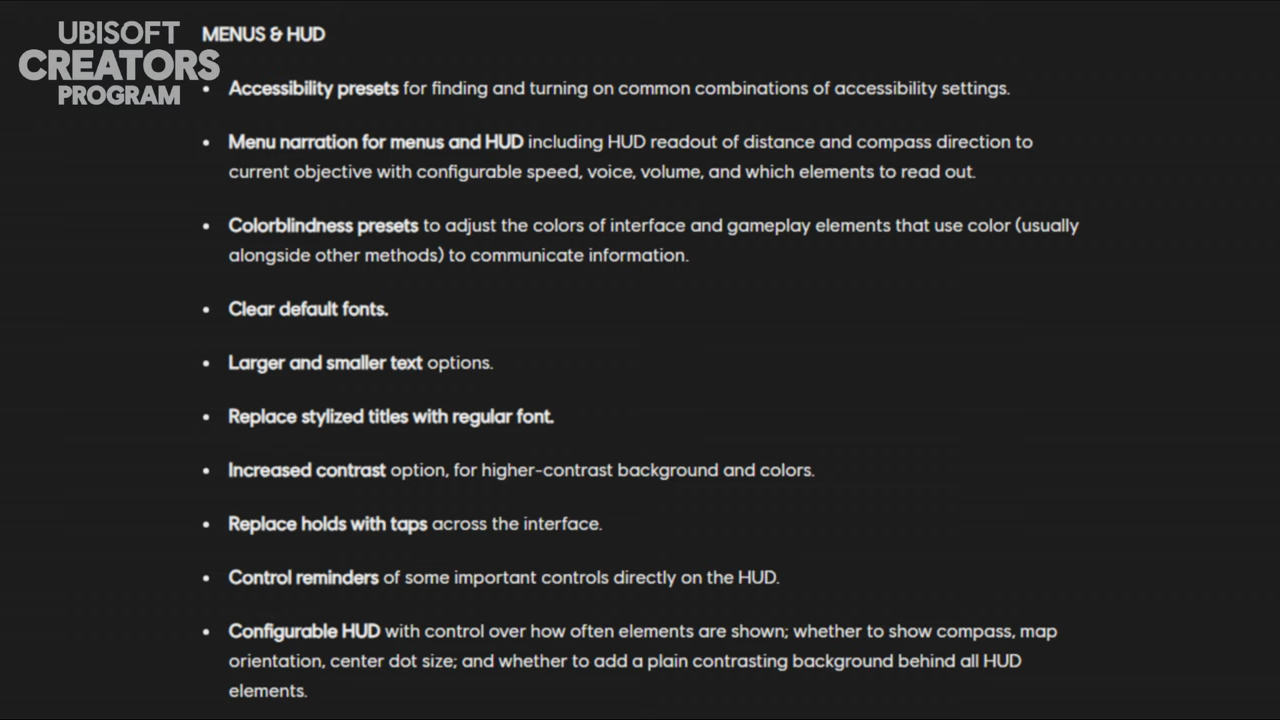 UBISOFT
CREATORS
PROGRAM
MENUS & HUD
• Accessibility presets for finding and turning on common combinations of accessibility settings.
• Menu narration for menus and HUD including HUD readout of distance and compass direction to
current objective with configurable speed, voice, volume, and which elements to read out.
• Colorblindness presets to adjust the colors of interface and gameplay elements that use color (usually
alongside other methods) to communicate information.
• Clear default fonts.
• Larger and smaller text options.
• Replace stylized titles with regular font.
• Increased contrast option, for higher-contrast background and colors.
• Replace holds with taps across the interface.
• Control reminders of some important controls directly on the HUD.
• Configurable HUD with control over how often elements are shown; whether to show compass, map
orientation, center dot size; and whether to add a plain contrasting background behind all HUD
elements.